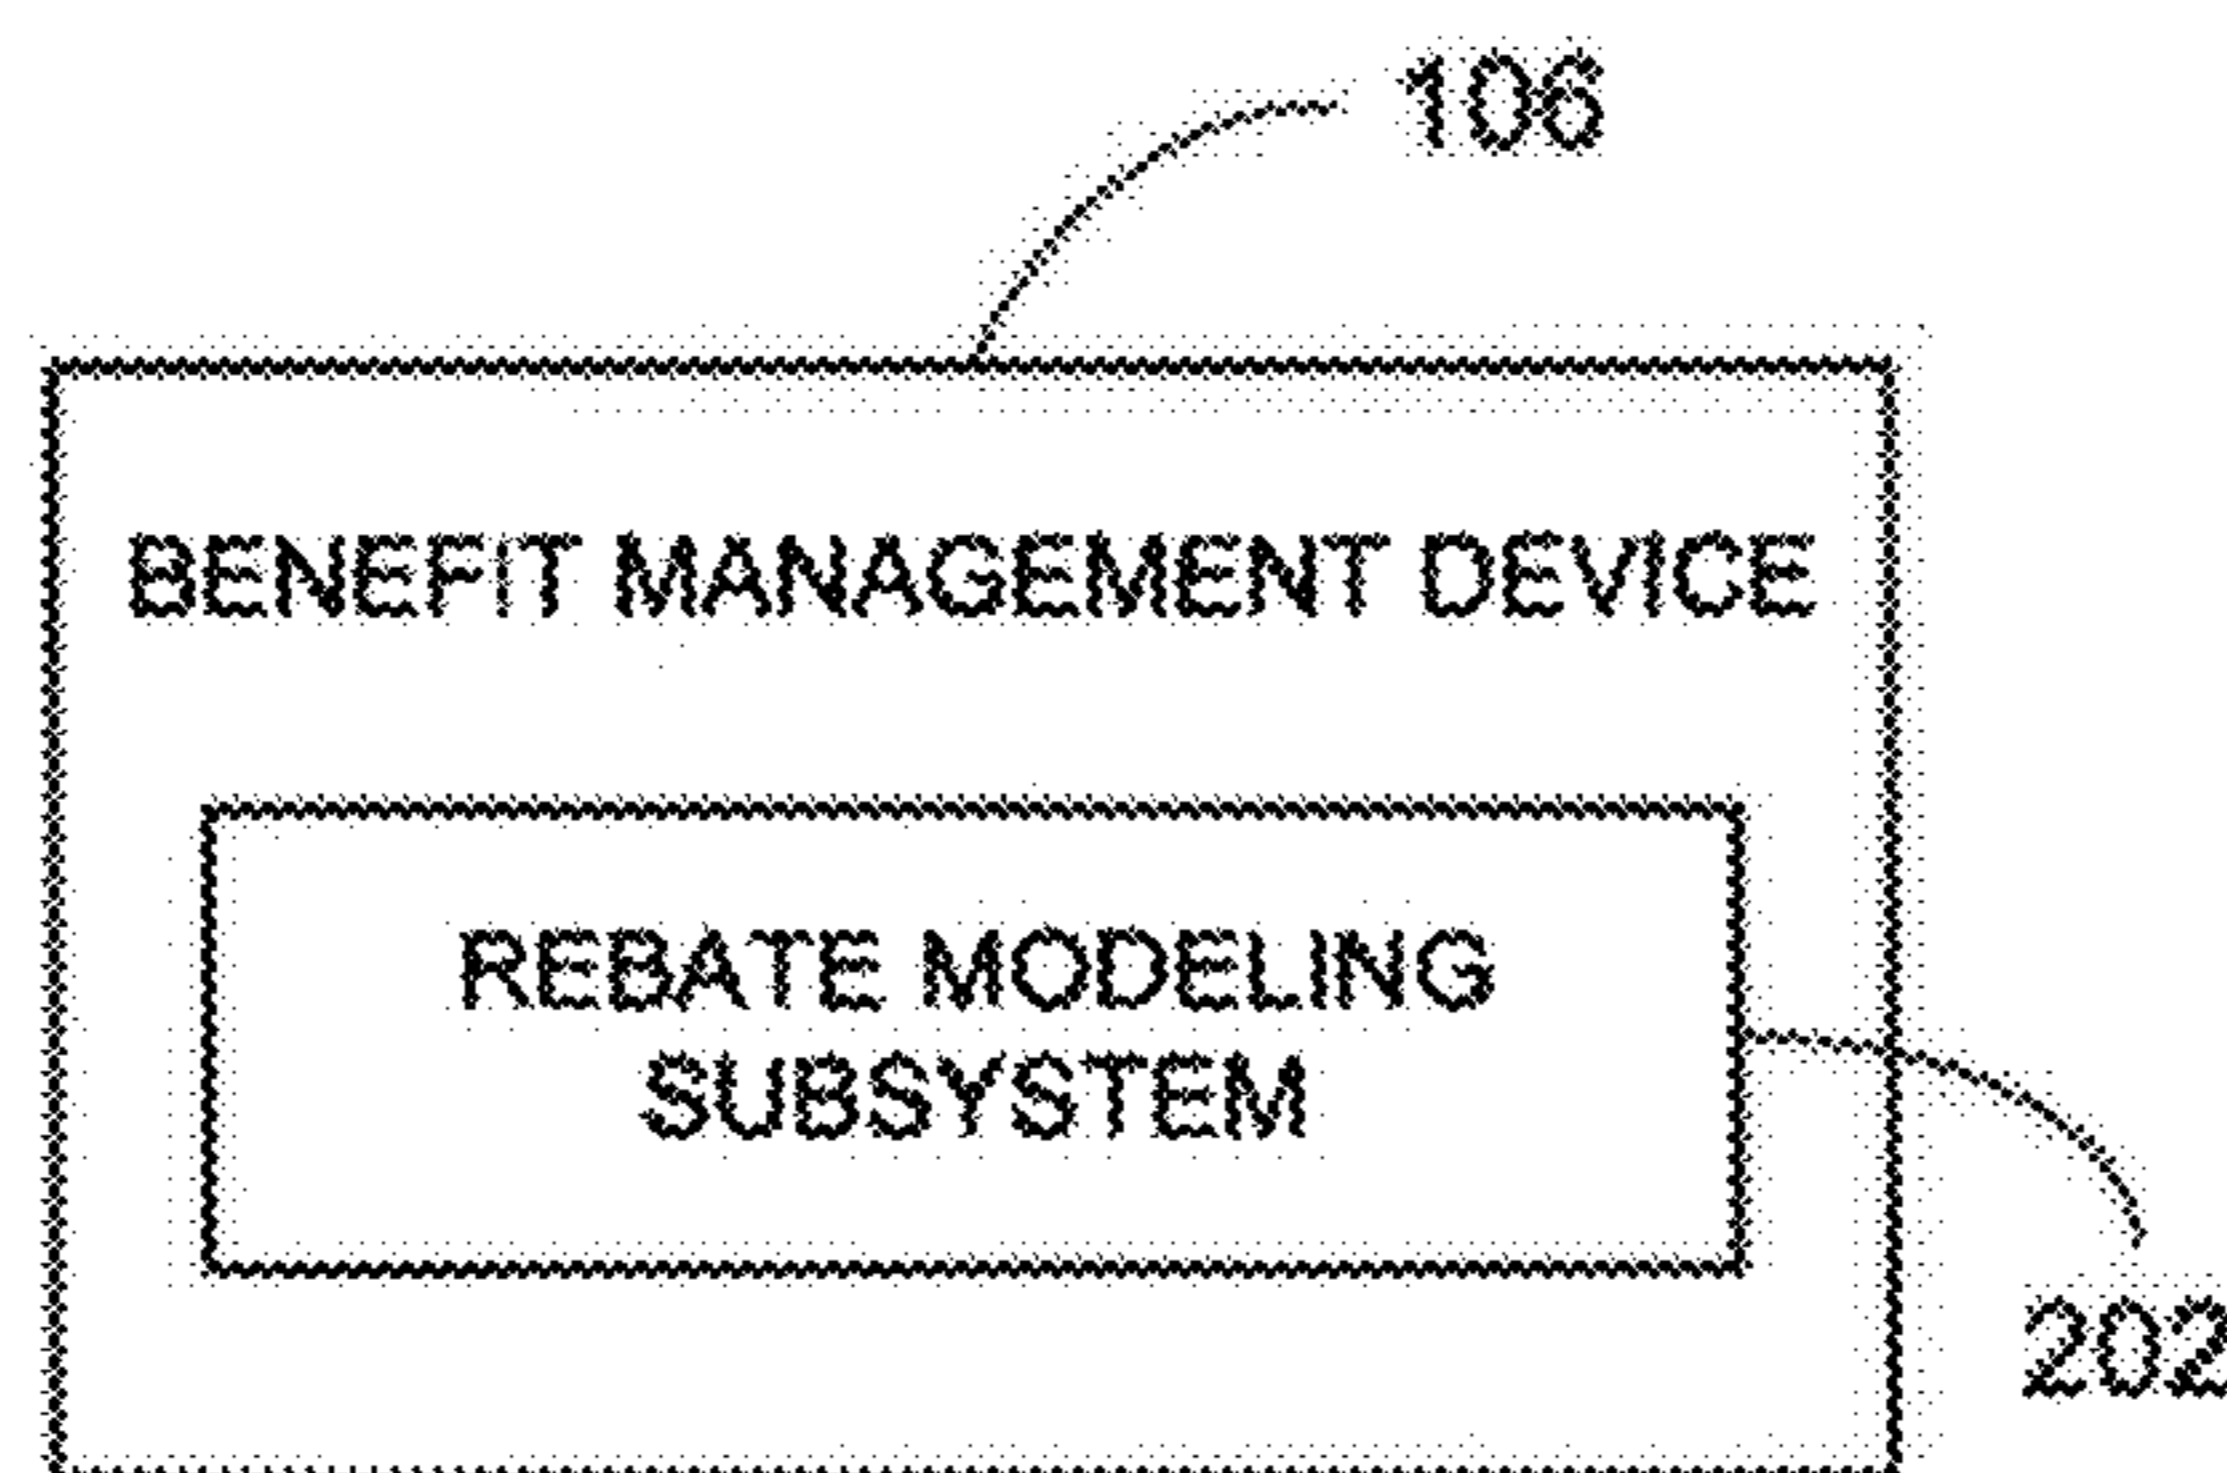 106
BENEFIT MANAGEMENT DEVICE
REBATE MODELING
SUBSYSTEM
202